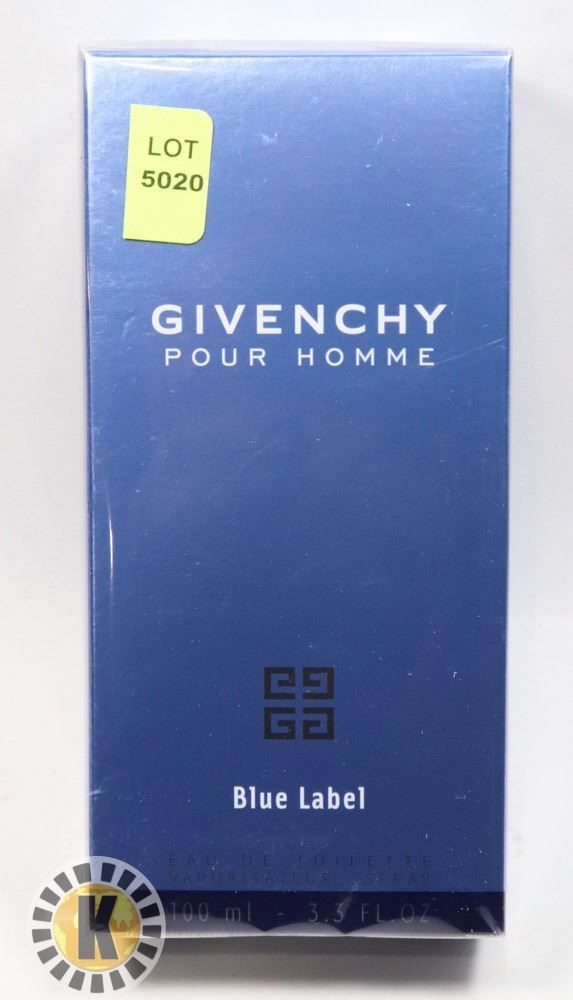 LOT
5020
GIVENCHY
POUR HOMME
Blue Label
EAU DE TOILETTE
VAPORISATEUR SPRAY
100 ml - 3.3 FL.OZ
K